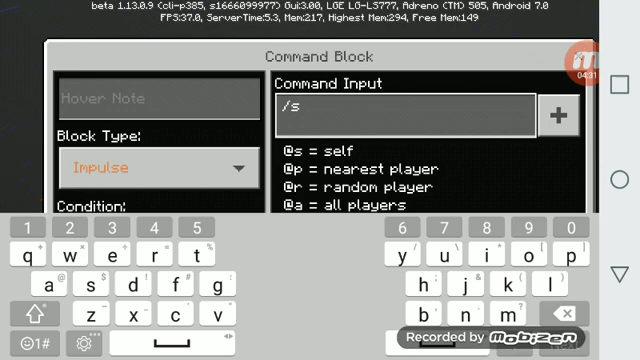 beta 1.13.0.9 (cli-p385, s1666099977) Gui:3.00, LGE LG-LS777, Adreno (TM) 505, Android 7.0
FPS:37.0, ServerTime:5.3, Mem:217, Highest Mem:294, Free Mem:149
Command Block
04:31
Hover Note
Command Input
/s
+
Block Type:
Impulse
Condition:
@s = self
@p = nearest player
@r = random player
@a = all players
1 2 3 4 5 6 7 8 9 0
q w e r t y u i o p
a s d f g h j k l
z x c v b n m
☺1#
Recorded by Mobizen